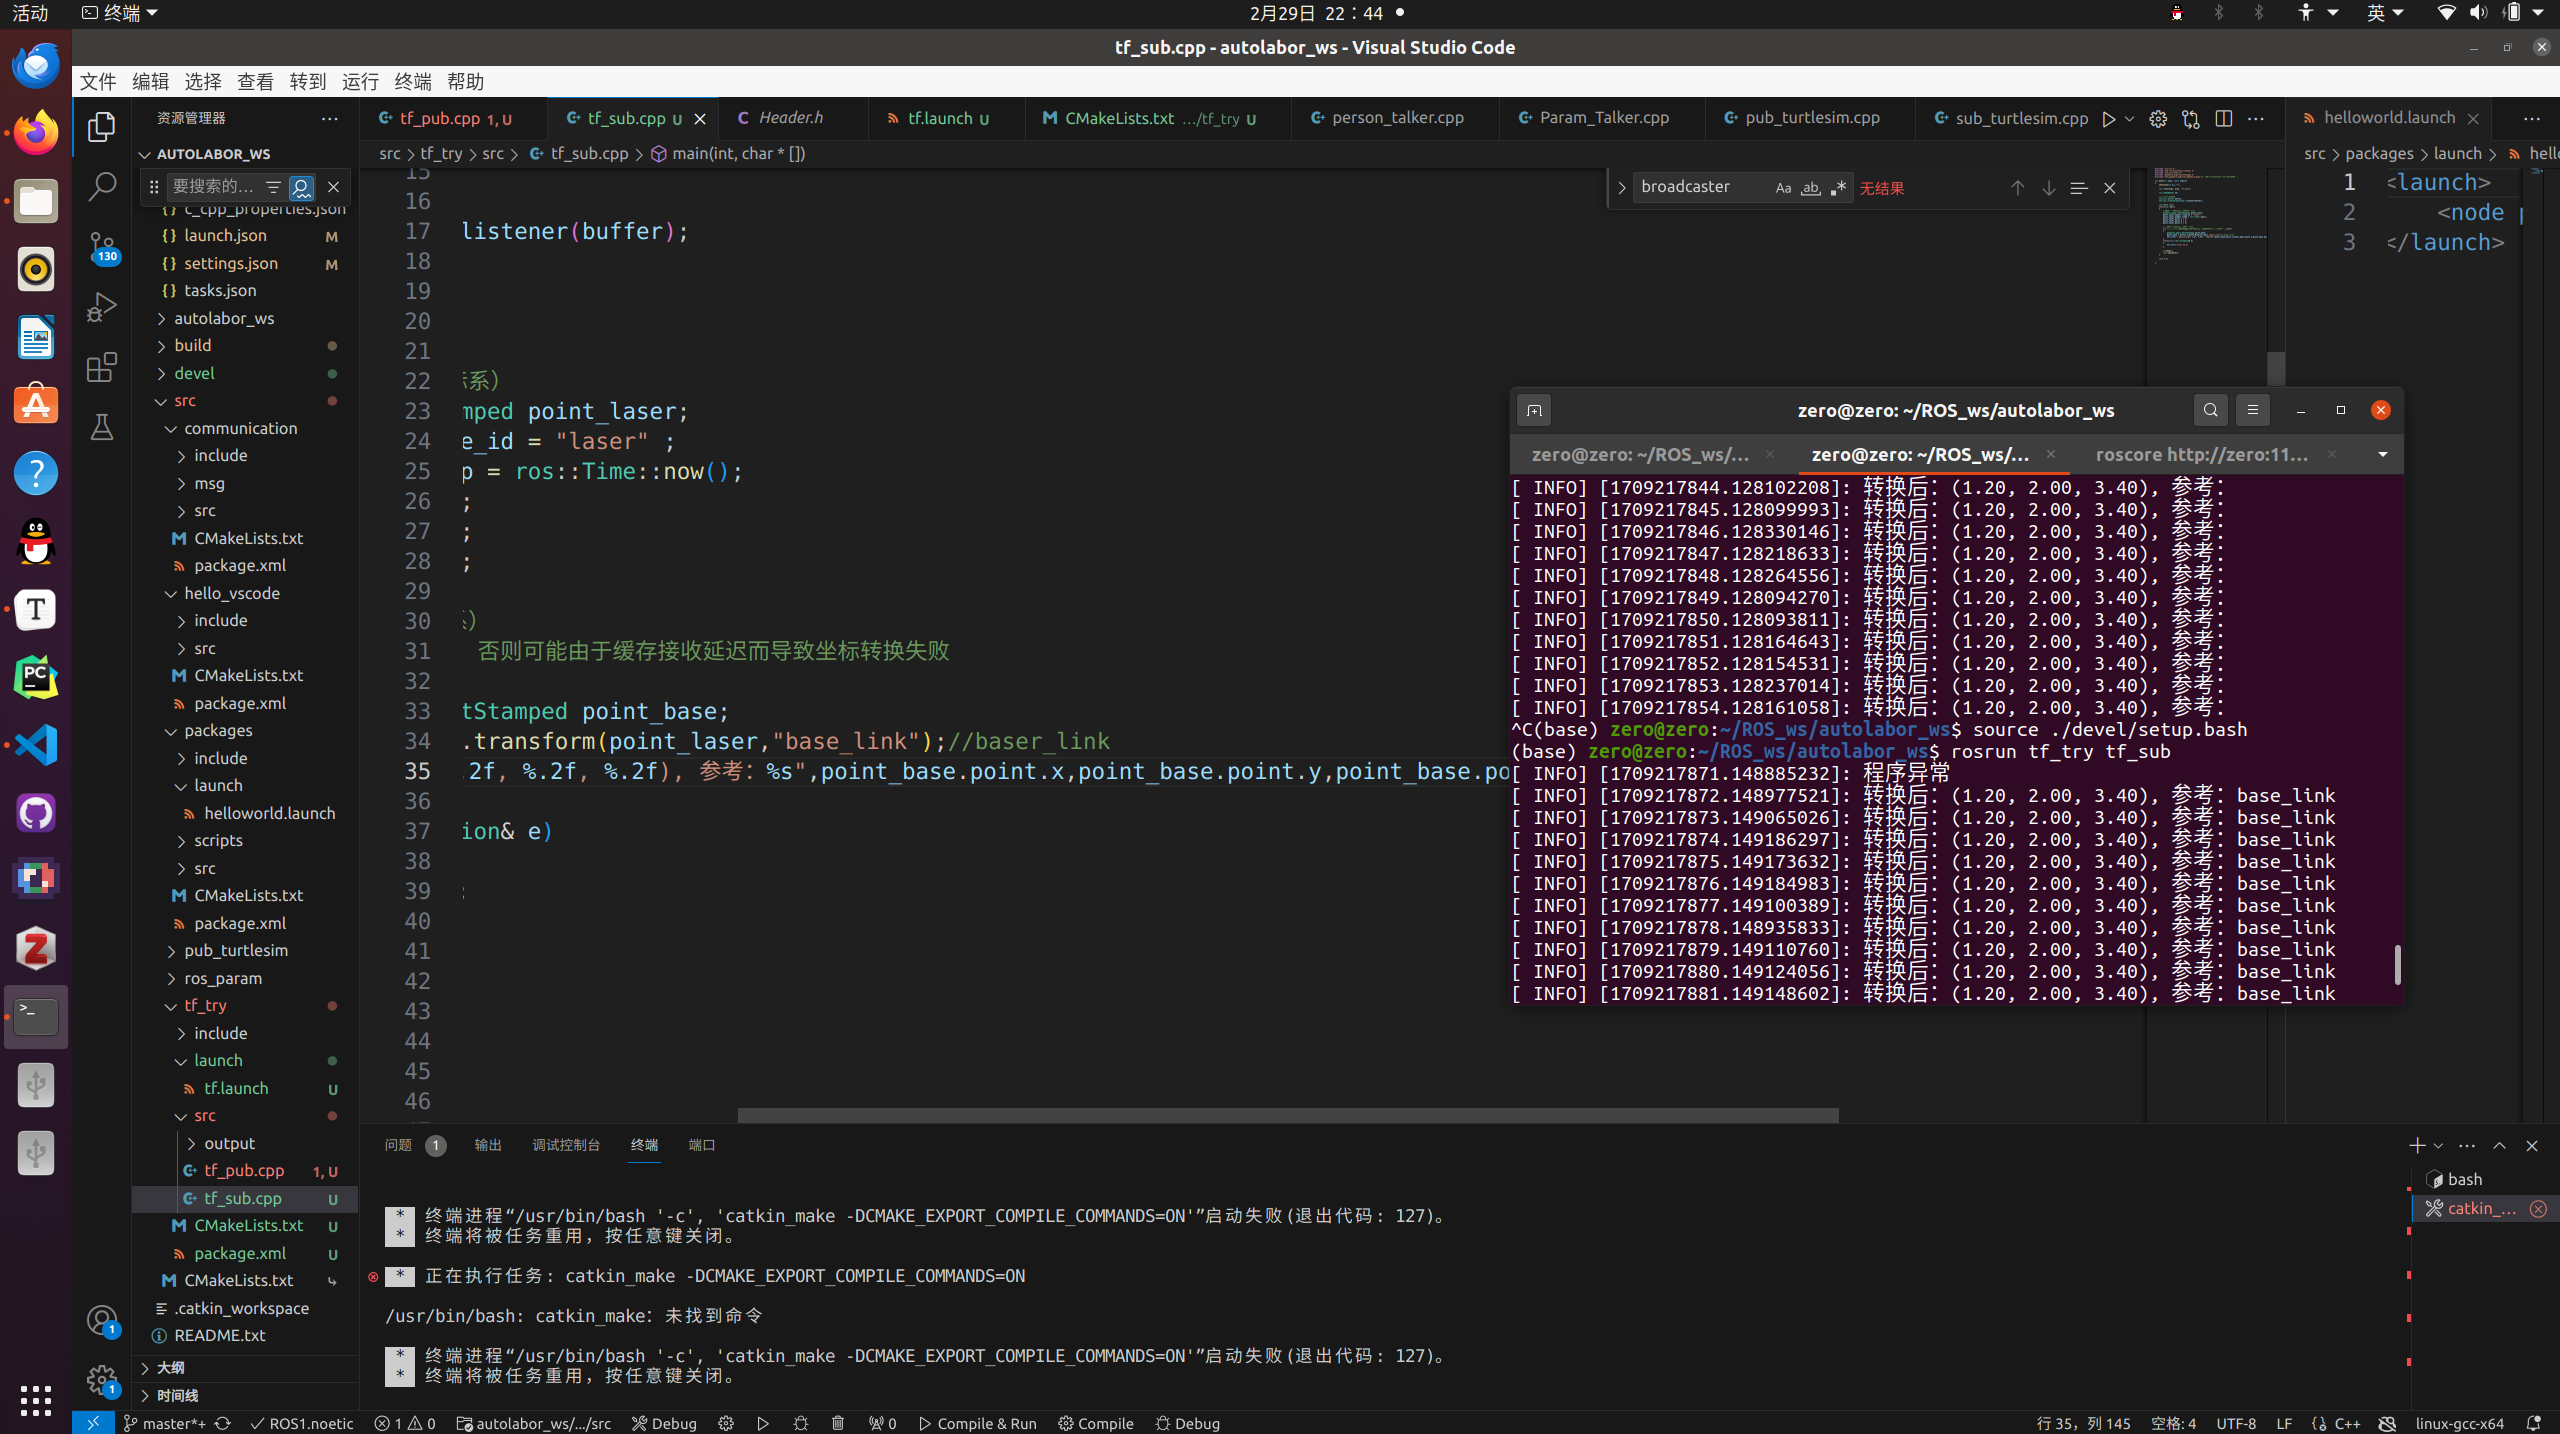 活动
终端
2月29日 22：44
英
tf_sub.cpp - autolabor_ws - Visual Studio Code
文件 编辑 选择 查看 转到 运行 终端 帮助
资源管理器
tf_pub.cpp 1, U
tf_sub.cpp U
Header.h
tf.launch U
CMakeLists.txt .../tf_try U
person_talker.cpp
Param_Talker.cpp
pub_turtlesim.cpp
sub_turtlesim.cpp
helloworld.launch
AUTOLABOR_WS
src > tf_try > src > tf_sub.cpp > main(int, char * [])
src > packages > launch >
要搜索的...
c_cpp_properties.json
launch.json M
settings.json M
tasks.json
autolabor_ws
build
devel
src
communication
include
msg
src
CMakeLists.txt
package.xml
hello_vscode
include
src
CMakeLists.txt
package.xml
packages
include
launch
helloworld.launch
scripts
src
CMakeLists.txt
package.xml
pub_turtlesim
ros_param
tf_try
include
launch
tf.launch U
src
output
tf_pub.cpp 1, U
tf_sub.cpp U
CMakeLists.txt U
package.xml U
CMakeLists.txt
.catkin_workspace
README.txt
大纲
时间线
broadcaster
Aa ab
无结果
15
16
17 listener(buffer);
18
19
20
21
22 系）
23 mped point_laser;
24 e_id = "laser" ;
25 p = ros::Time::now();
26 ;
27 ;
28 ;
29
30 )
31 否则可能由于缓存接收延迟而导致坐标转换失败
32
33 tStamped point_base;
34 .transform(point_laser,"base_link");//baser_link
35 .2f, %.2f, %.2f), 参考: %s",point_base.point.x,point_base.point.y,point_base.po
36
37 ion& e)
38
39 ;
40
41
42
43
44
45
46
1 <launch>
2 <node
3 </launch>
zero@zero: ~/ROS_ws/autolabor_ws
zero@zero: ~/ROS_ws/...
zero@zero: ~/ROS_ws/...
roscore http://zero:11...
[ INFO] [1709217844.128102208]: 转换后: (1.20, 2.00, 3.40), 参考:
[ INFO] [1709217845.128099993]: 转换后: (1.20, 2.00, 3.40), 参考:
[ INFO] [1709217846.128330146]: 转换后: (1.20, 2.00, 3.40), 参考:
[ INFO] [1709217847.128218633]: 转换后: (1.20, 2.00, 3.40), 参考:
[ INFO] [1709217848.128264556]: 转换后: (1.20, 2.00, 3.40), 参考:
[ INFO] [1709217849.128094270]: 转换后: (1.20, 2.00, 3.40), 参考:
[ INFO] [1709217850.128093811]: 转换后: (1.20, 2.00, 3.40), 参考:
[ INFO] [1709217851.128164643]: 转换后: (1.20, 2.00, 3.40), 参考:
[ INFO] [1709217852.128154531]: 转换后: (1.20, 2.00, 3.40), 参考:
[ INFO] [1709217853.128237014]: 转换后: (1.20, 2.00, 3.40), 参考:
[ INFO] [1709217854.128161058]: 转换后: (1.20, 2.00, 3.40), 参考:
^C(base) zero@zero:~/ROS_ws/autolabor_ws$ source ./devel/setup.bash
(base) zero@zero:~/ROS_ws/autolabor_ws$ rosrun tf_try tf_sub
[ INFO] [1709217871.148885232]: 程序异常
[ INFO] [1709217872.148977521]: 转换后: (1.20, 2.00, 3.40), 参考: base_link
[ INFO] [1709217873.149065026]: 转换后: (1.20, 2.00, 3.40), 参考: base_link
[ INFO] [1709217874.149186297]: 转换后: (1.20, 2.00, 3.40), 参考: base_link
[ INFO] [1709217875.149173632]: 转换后: (1.20, 2.00, 3.40), 参考: base_link
[ INFO] [1709217876.149184983]: 转换后: (1.20, 2.00, 3.40), 参考: base_link
[ INFO] [1709217877.149100389]: 转换后: (1.20, 2.00, 3.40), 参考: base_link
[ INFO] [1709217878.148935833]: 转换后: (1.20, 2.00, 3.40), 参考: base_link
[ INFO] [1709217879.149110760]: 转换后: (1.20, 2.00, 3.40), 参考: base_link
[ INFO] [1709217880.149124056]: 转换后: (1.20, 2.00, 3.40), 参考: base_link
[ INFO] [1709217881.149148602]: 转换后: (1.20, 2.00, 3.40), 参考: base_link
问题 1 输出 调试控制台 终端 端口
* 终端进程“/usr/bin/bash '-c', 'catkin_make -DCMAKE_EXPORT_COMPILE_COMMANDS=ON'”启动失败(退出代码: 127)。
* 终端将被任务重用，按任意键关闭。
* 正在执行任务: catkin_make -DCMAKE_EXPORT_COMPILE_COMMANDS=ON
/usr/bin/bash: catkin_make: 未找到命令
* 终端进程“/usr/bin/bash '-c', 'catkin_make -DCMAKE_EXPORT_COMPILE_COMMANDS=ON'”启动失败(退出代码: 127)。
* 终端将被任务重用，按任意键关闭。
bash
catkin_...
130
1
1
master*+ ROS1.noetic 1 0 autolabor_ws/.../src Debug 0 Compile & Run Compile Debug
行 35，列 145 空格: 4 UTF-8 LF C++ linux-gcc-x64